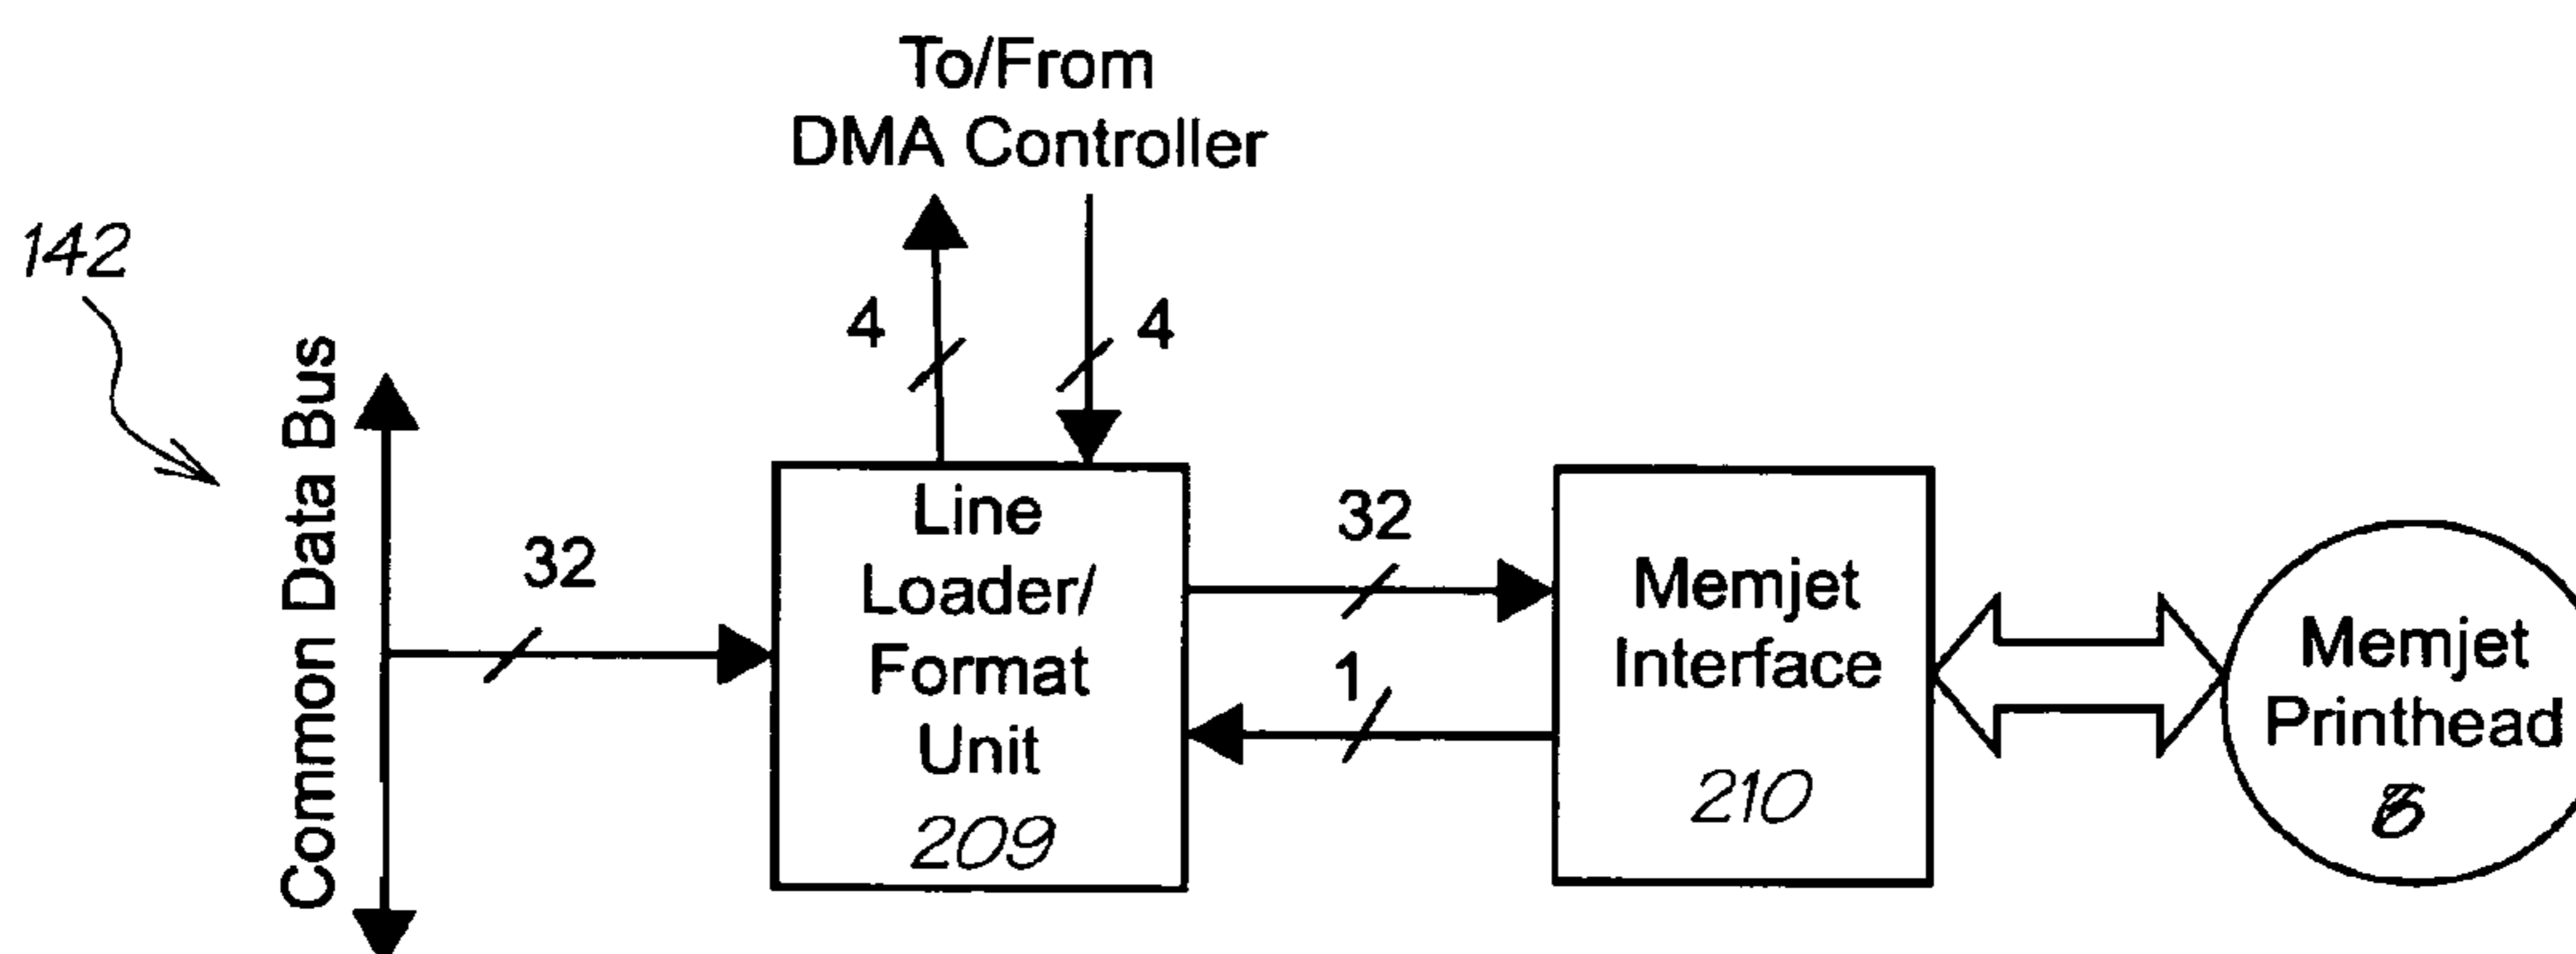 To/From
DMA Controller
142
4
4
Common Data Bus
32
Line
Loader/
Format
Unit
209
32
1
Memjet
Interface
210
Memjet
Printhead